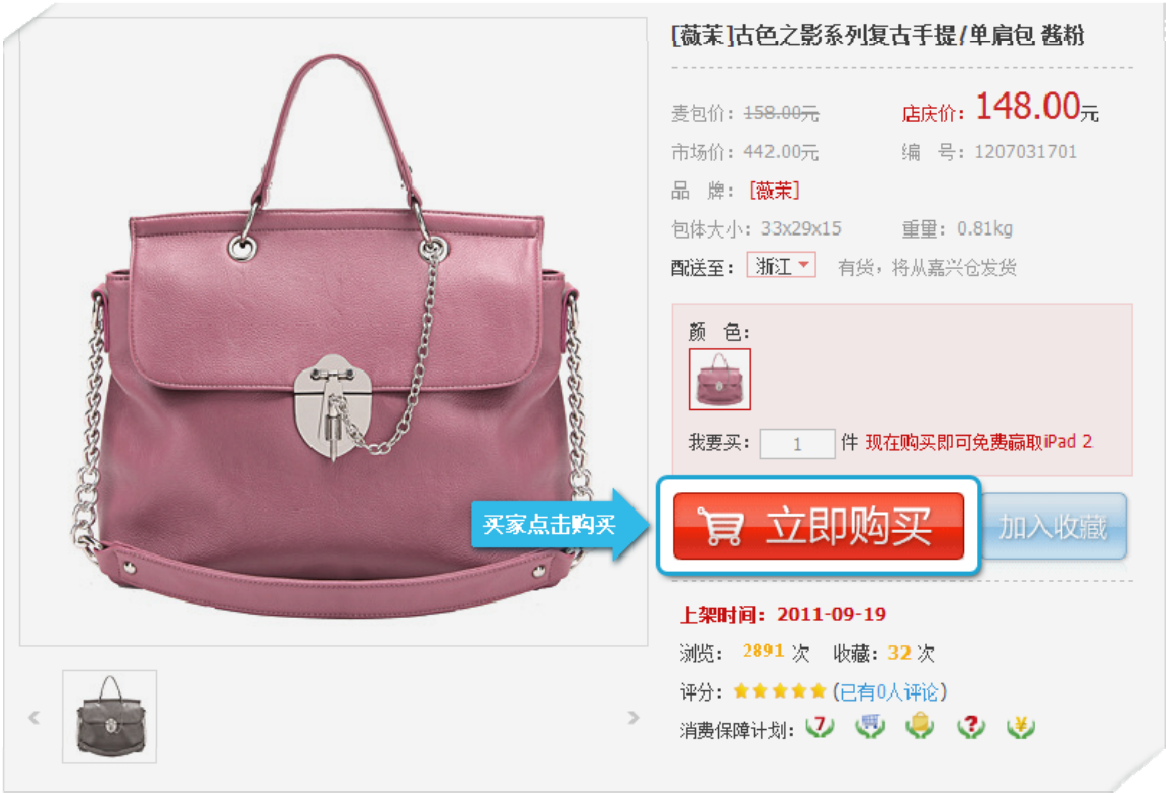 [薇茉]古色之影系列复古手提/单肩包 酱粉
麦包价：158.00元 店庆价：148.00元
市场价：442.00元 编 号：1207031701
品 牌：[薇茉]
包体大小：33x29x15 重量：0.81kg
配送至：浙江 有货，将从嘉兴仓发货
颜 色：
我要买：1 件 现在购买即可免费赢取iPad 2
买家点击购买
立即购买
加入收藏
上架时间：2011-09-19
浏览：2891 次 收藏：32 次
评分：(已有0人评论)
消费保障计划：7 ? ¥